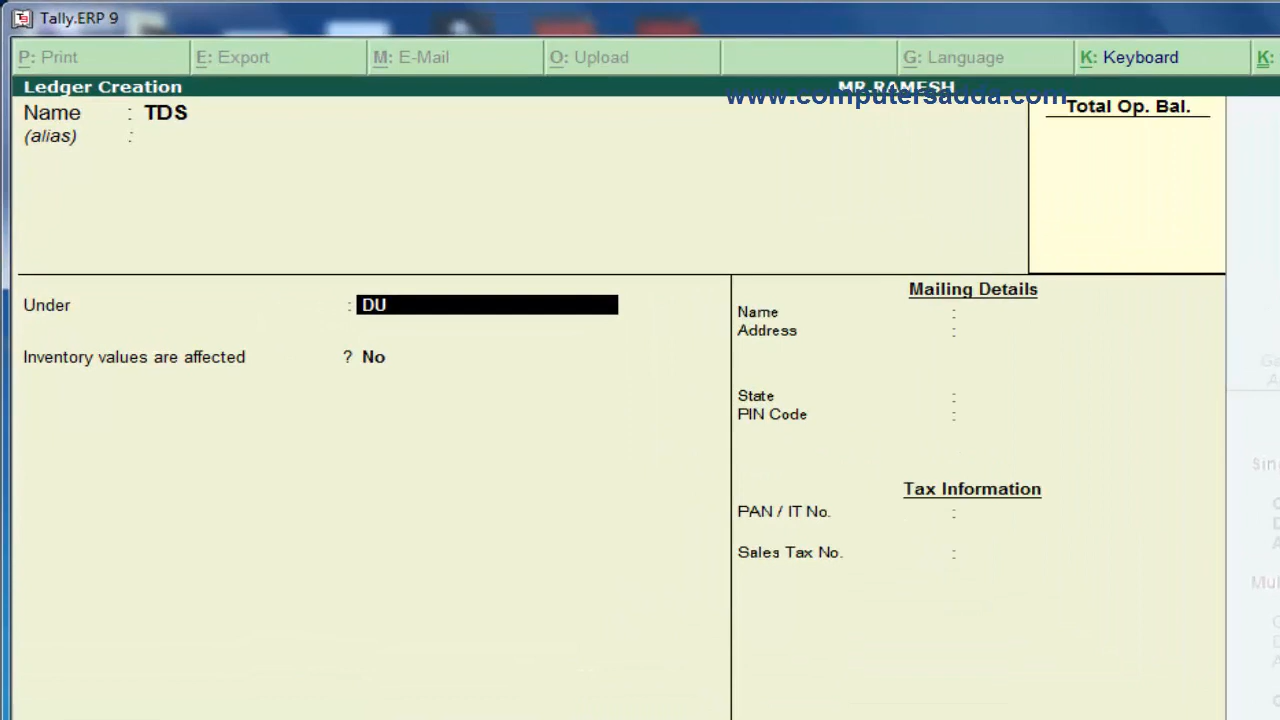 Tally.ERP 9
P: Print E: Export M: E-Mail O: Upload G: Language K: Keyboard K:
Ledger Creation MR.RAMESH
www.computersadda.com
Name : TDS
(alias) :
Total Op. Bal.
Under : DU
Inventory values are affected ? No
Mailing Details
Name :
Address :
State :
PIN Code :
Tax Information
PAN / IT No. :
Sales Tax No. :